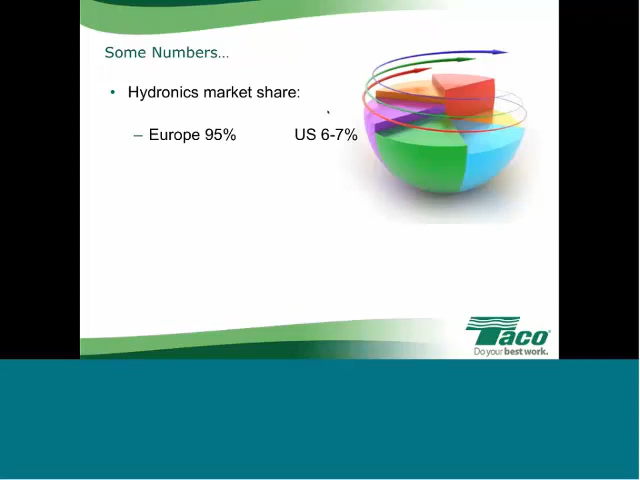 Some Numbers…
• Hydronics market share:
– Europe 95% US 6-7%
Taco®
Do your best work.